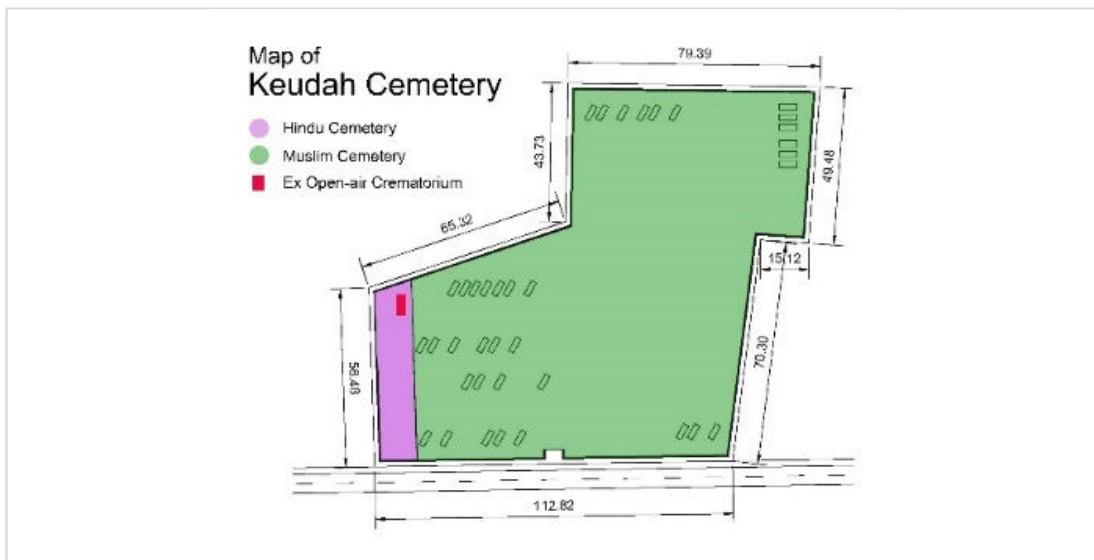 Map of
Keudah Cemetery
Hindu Cemetery
Muslim Cemetery
Ex Open-air Crematorium
79.39
43.73
49.48
65.32
15.12
70.30
112.82